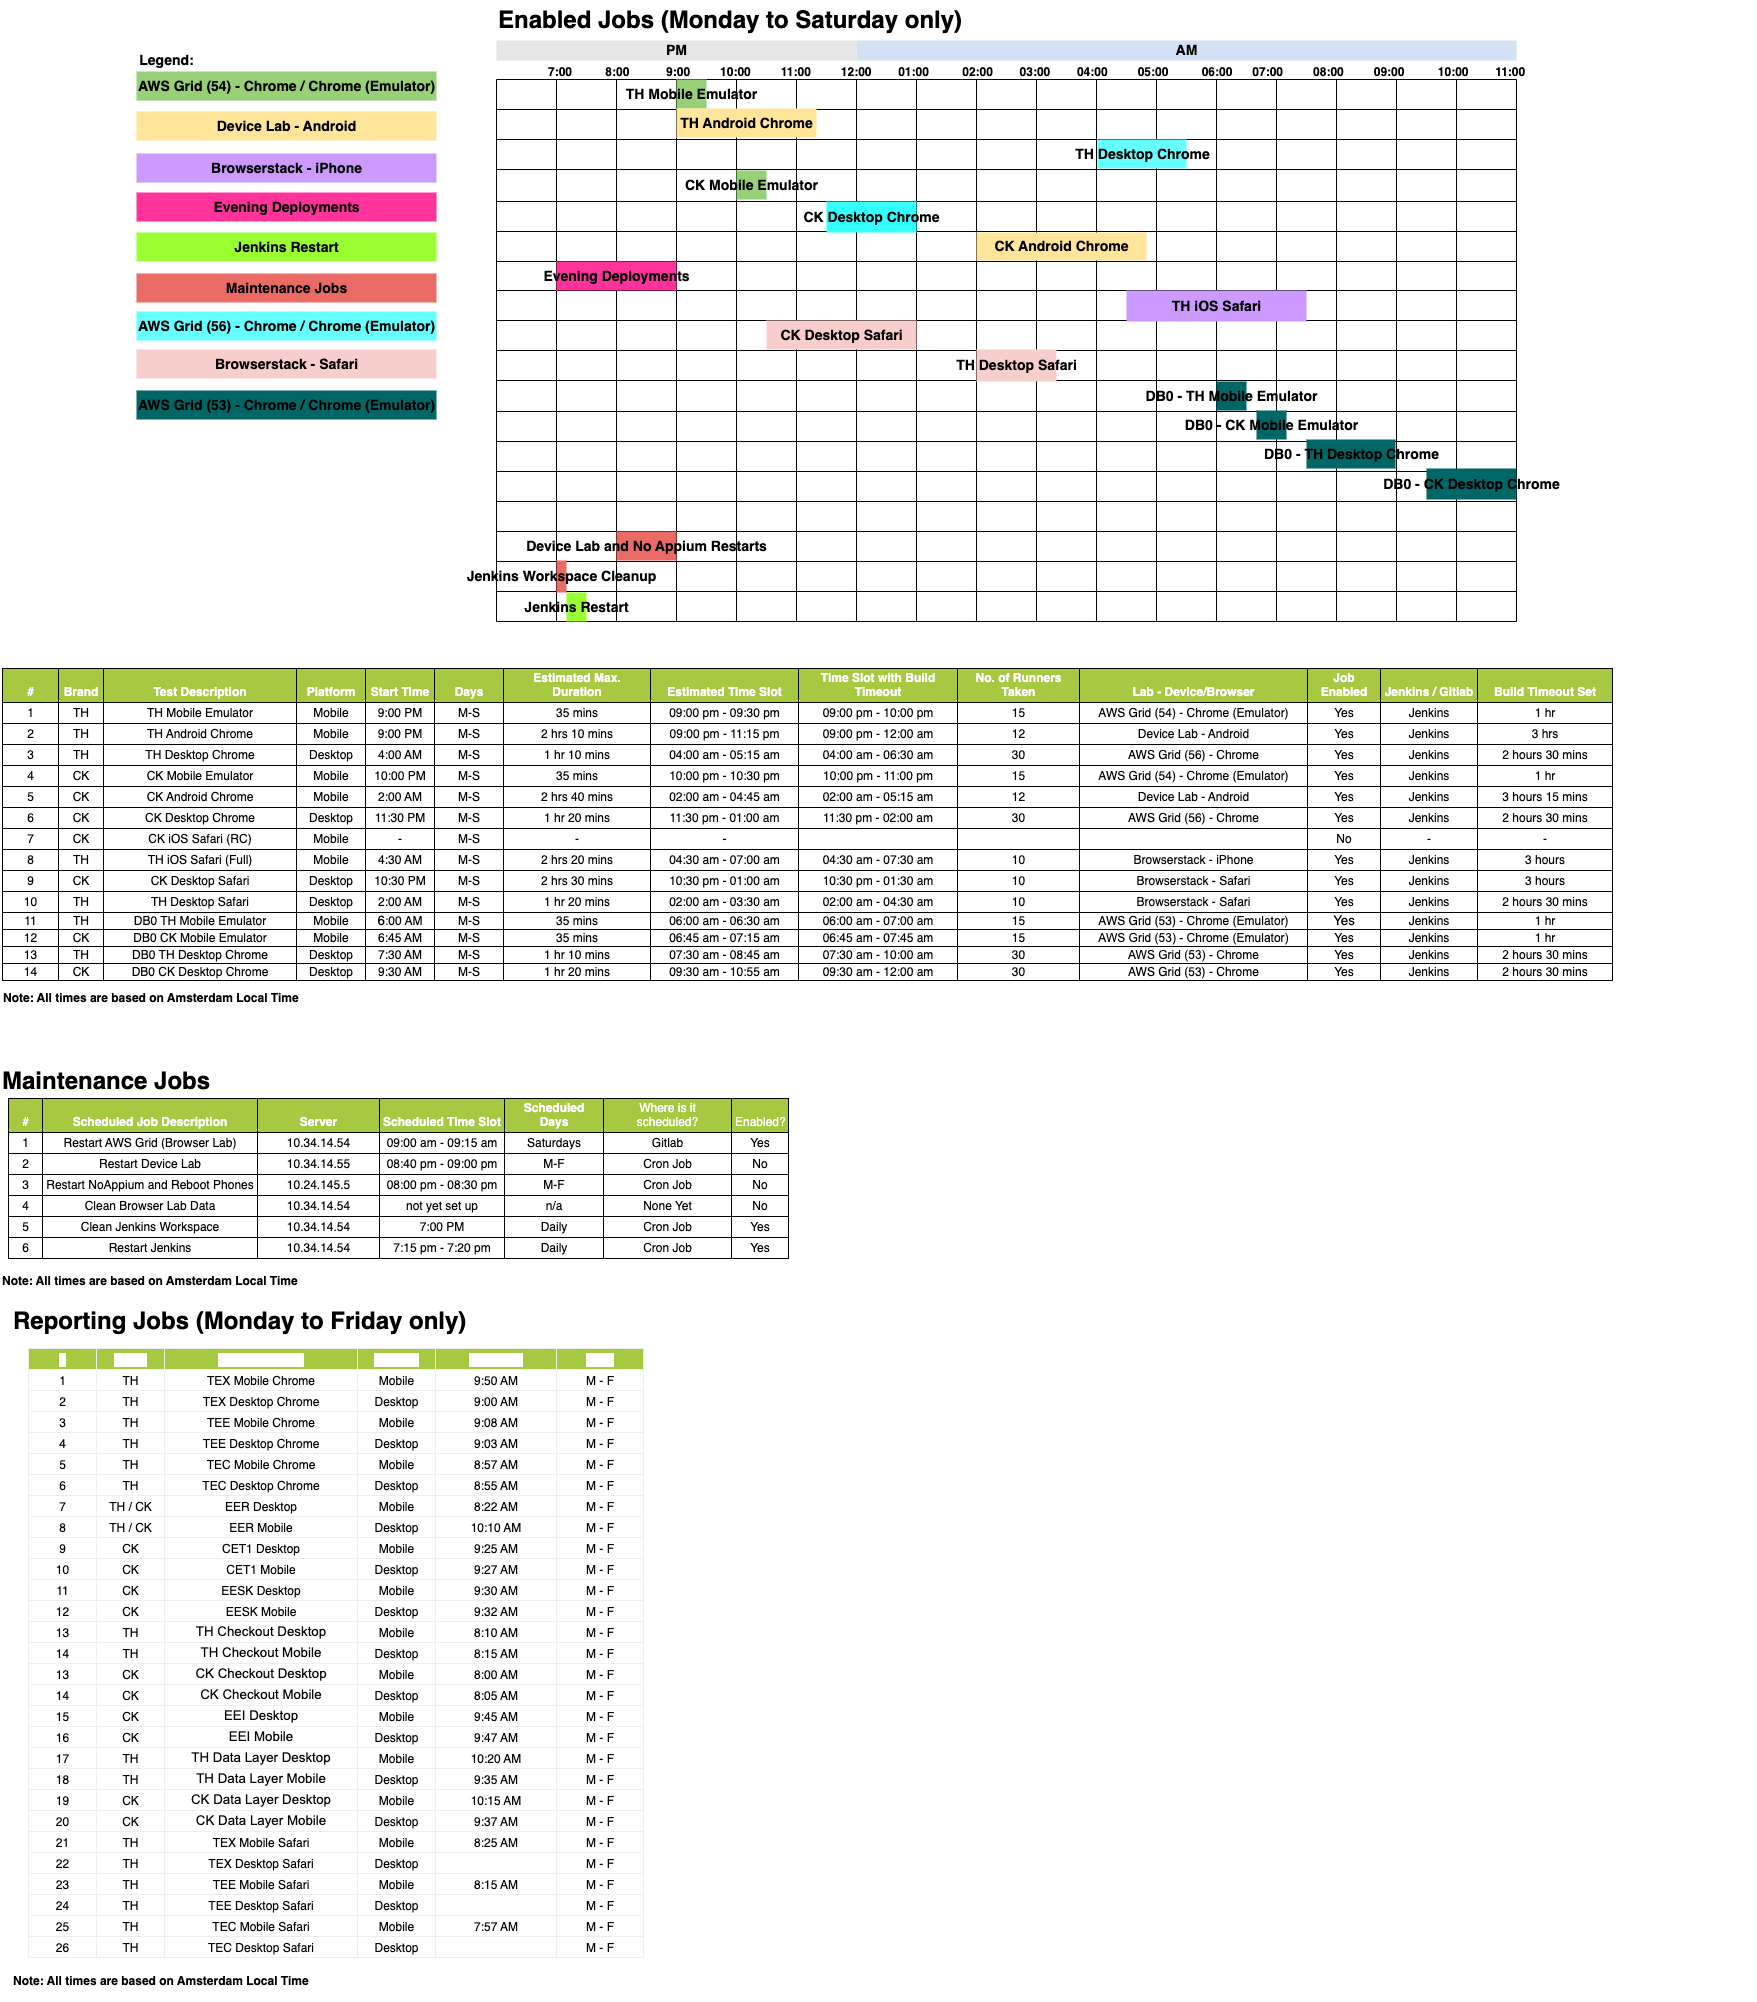 Enabled Jobs (Monday to Saturday only)
PM AM
Legend:
7:00 8:00 9:00 10:00 11:00 12:00 01:00 02:00 03:00 04:00 05:00 06:00 07:00 08:00 09:00 10:00 11:00
AWS Grid (54) - Chrome / Chrome (Emulator)
Device Lab - Android
Browserstack - iPhone
Evening Deployments
Jenkins Restart
Maintenance Jobs
AWS Grid (56) - Chrome / Chrome (Emulator)
Browserstack - Safari
AWS Grid (53) - Chrome / Chrome (Emulator)
TH Mobile Emulator
TH Android Chrome
TH Desktop Chrome
CK Mobile Emulator
CK Desktop Chrome
CK Android Chrome
Evening Deployments
TH iOS Safari
CK Desktop Safari
TH Desktop Safari
DB0 - TH Mobile Emulator
DB0 - CK Mobile Emulator
DB0 - TH Desktop Chrome
DB0 - CK Desktop Chrome
Device Lab and No Appium Restarts
Jenkins Workspace Cleanup
Jenkins Restart
# Brand Test Description Platform Start Time Days Estimated Max. Duration Estimated Time Slot Time Slot with Build Timeout No. of Runners Taken Lab - Device/Browser Job Enabled Jenkins / Gitlab Build Timeout Set
1 TH TH Mobile Emulator Mobile 9:00 PM M-S 35 mins 09:00 pm - 09:30 pm 09:00 pm - 10:00 pm 15 AWS Grid (54) - Chrome (Emulator) Yes Jenkins 1 hr
2 TH TH Android Chrome Mobile 9:00 PM M-S 2 hrs 10 mins 09:00 pm - 11:15 pm 09:00 pm - 12:00 am 12 Device Lab - Android Yes Jenkins 3 hrs
3 TH TH Desktop Chrome Desktop 4:00 AM M-S 1 hr 10 mins 04:00 am - 05:15 am 04:00 am - 06:30 am 30 AWS Grid (56) - Chrome Yes Jenkins 2 hours 30 mins
4 CK CK Mobile Emulator Mobile 10:00 PM M-S 35 mins 10:00 pm - 10:30 pm 10:00 pm - 11:00 pm 15 AWS Grid (54) - Chrome (Emulator) Yes Jenkins 1 hr
5 CK CK Android Chrome Mobile 2:00 AM M-S 2 hrs 40 mins 02:00 am - 04:45 am 02:00 am - 05:15 am 12 Device Lab - Android Yes Jenkins 3 hours 15 mins
6 CK CK Desktop Chrome Desktop 11:30 PM M-S 1 hr 20 mins 11:30 pm - 01:00 am 11:30 pm - 02:00 am 30 AWS Grid (56) - Chrome Yes Jenkins 2 hours 30 mins
7 CK CK iOS Safari (RC) Mobile - M-S - - No - -
8 TH TH iOS Safari (Full) Mobile 4:30 AM M-S 2 hrs 20 mins 04:30 am - 07:00 am 04:30 am - 07:30 am 10 Browserstack - iPhone Yes Jenkins 3 hours
9 CK CK Desktop Safari Desktop 10:30 PM M-S 2 hrs 30 mins 10:30 pm - 01:00 am 10:30 pm - 01:30 am 10 Browserstack - Safari Yes Jenkins 3 hours
10 TH TH Desktop Safari Desktop 2:00 AM M-S 1 hr 20 mins 02:00 am - 03:30 am 02:00 am - 04:30 am 10 Browserstack - Safari Yes Jenkins 2 hours 30 mins
11 TH DB0 TH Mobile Emulator Mobile 6:00 AM M-S 35 mins 06:00 am - 06:30 am 06:00 am - 07:00 am 15 AWS Grid (53) - Chrome (Emulator) Yes Jenkins 1 hr
12 CK DB0 CK Mobile Emulator Mobile 6:45 AM M-S 35 mins 06:45 am - 07:15 am 06:45 am - 07:45 am 15 AWS Grid (53) - Chrome (Emulator) Yes Jenkins 1 hr
13 TH DB0 TH Desktop Chrome Desktop 7:30 AM M-S 1 hr 10 mins 07:30 am - 08:45 am 07:30 am - 10:00 am 30 AWS Grid (53) - Chrome Yes Jenkins 2 hours 30 mins
14 CK DB0 CK Desktop Chrome Desktop 9:30 AM M-S 1 hr 20 mins 09:30 am - 10:55 am 09:30 am - 12:00 am 30 AWS Grid (53) - Chrome Yes Jenkins 2 hours 30 mins
Note: All times are based on Amsterdam Local Time
Maintenance Jobs
# Scheduled Job Description Server Scheduled Time Slot Scheduled Days Where is it scheduled? Enabled?
1 Restart AWS Grid (Browser Lab) 10.34.14.54 09:00 am - 09:15 am Saturdays Gitlab Yes
2 Restart Device Lab 10.34.14.55 08:40 pm - 09:00 pm M-F Cron Job No
3 Restart NoAppium and Reboot Phones 10.24.145.5 08:00 pm - 08:30 pm M-F Cron Job No
4 Clean Browser Lab Data 10.34.14.54 not yet set up n/a None Yet No
5 Clean Jenkins Workspace 10.34.14.54 7:00 PM Daily Cron Job Yes
6 Restart Jenkins 10.34.14.54 7:15 pm - 7:20 pm Daily Cron Job Yes
Note: All times are based on Amsterdam Local Time
Reporting Jobs (Monday to Friday only)
1 TH TEX Mobile Chrome Mobile 9:50 AM M - F
2 TH TEX Desktop Chrome Desktop 9:00 AM M - F
3 TH TEE Mobile Chrome Mobile 9:08 AM M - F
4 TH TEE Desktop Chrome Desktop 9:03 AM M - F
5 TH TEC Mobile Chrome Mobile 8:57 AM M - F
6 TH TEC Desktop Chrome Desktop 8:55 AM M - F
7 TH / CK EER Desktop Mobile 8:22 AM M - F
8 TH / CK EER Mobile Desktop 10:10 AM M - F
9 CK CET1 Desktop Mobile 9:25 AM M - F
10 CK CET1 Mobile Desktop 9:27 AM M - F
11 CK EESK Desktop Mobile 9:30 AM M - F
12 CK EESK Mobile Desktop 9:32 AM M - F
13 TH TH Checkout Desktop Mobile 8:10 AM M - F
14 TH TH Checkout Mobile Desktop 8:15 AM M - F
13 CK CK Checkout Desktop Mobile 8:00 AM M - F
14 CK CK Checkout Mobile Desktop 8:05 AM M - F
15 CK EEI Desktop Mobile 9:45 AM M - F
16 CK EEI Mobile Desktop 9:47 AM M - F
17 TH TH Data Layer Desktop Mobile 10:20 AM M - F
18 TH TH Data Layer Mobile Desktop 9:35 AM M - F
19 CK CK Data Layer Desktop Mobile 10:15 AM M - F
20 CK CK Data Layer Mobile Desktop 9:37 AM M - F
21 TH TEX Mobile Safari Mobile 8:25 AM M - F
22 TH TEX Desktop Safari Desktop M - F
23 TH TEE Mobile Safari Mobile 8:15 AM M - F
24 TH TEE Desktop Safari Desktop M - F
25 TH TEC Mobile Safari Mobile 7:57 AM M - F
26 TH TEC Desktop Safari Desktop M - F
Note: All times are based on Amsterdam Local Time